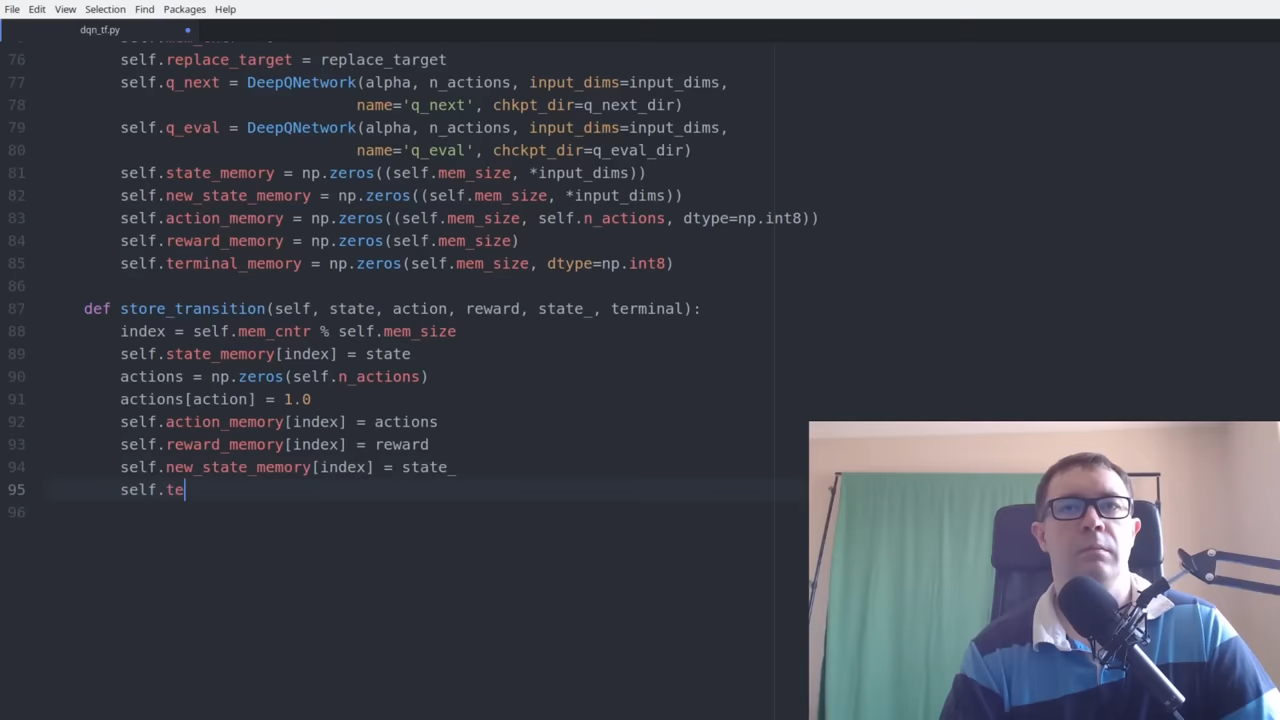 File Edit View Selection Find Packages Help
dqn_tf.py
76 self.replace_target = replace_target
77 self.q_next = DeepQNetwork(alpha, n_actions, input_dims=input_dims,
78 name='q_next', chkpt_dir=q_next_dir)
79 self.q_eval = DeepQNetwork(alpha, n_actions, input_dims=input_dims,
80 name='q_eval', chckpt_dir=q_eval_dir)
81 self.state_memory = np.zeros((self.mem_size, *input_dims))
82 self.new_state_memory = np.zeros((self.mem_size, *input_dims))
83 self.action_memory = np.zeros((self.mem_size, self.n_actions, dtype=np.int8))
84 self.reward_memory = np.zeros(self.mem_size)
85 self.terminal_memory = np.zeros(self.mem_size, dtype=np.int8)
86
87 def store_transition(self, state, action, reward, state_, terminal):
88 index = self.mem_cntr % self.mem_size
89 self.state_memory[index] = state
90 actions = np.zeros(self.n_actions)
91 actions[action] = 1.0
92 self.action_memory[index] = actions
93 self.reward_memory[index] = reward
94 self.new_state_memory[index] = state_
95 self.te
96